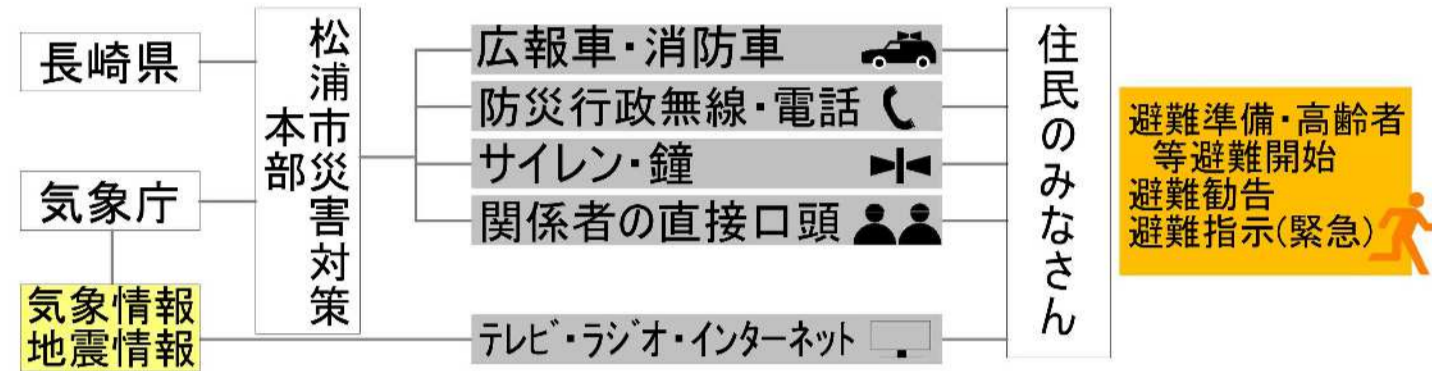 長崎県
気象庁
気象情報
地震情報
松浦市災害対策
本部
広報車・消防車
防災行政無線・電話
サイレン・鐘
関係者の直接口頭
テレビ・ラジオ・インターネット
住民のみなさん
避難準備・高齢者
等避難開始
避難勧告
避難指示(緊急)